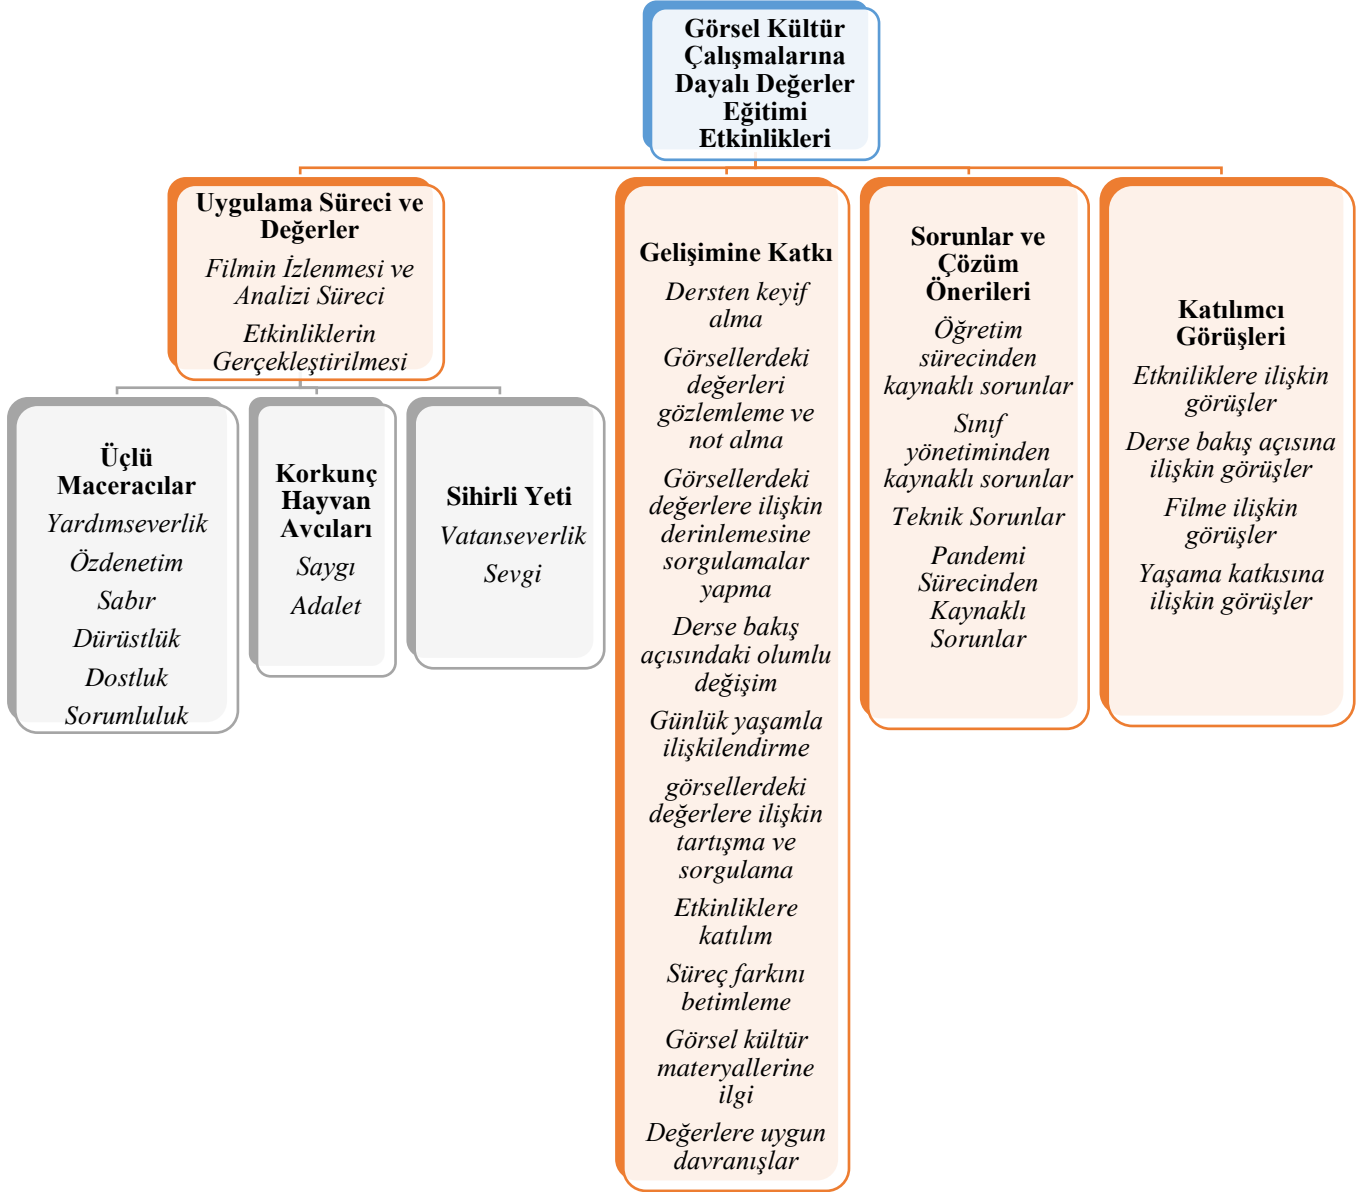 Görsel Kültür
Çalışmalarına
Dayalı Değerler
Eğitimi
Etkinlikleri
Uygulama Süreci ve
Değerler
Filmin İzlenmesi ve
Analizi Süreci
Etkinliklerin
Gerçekleştirilmesi
Üçlü
Maceracılar
Yardımseverlik
Özdenetim
Sabır
Dürüstlük
Dostluk
Sorumluluk
Korkunç
Hayvan
Avcıları
Saygı
Adalet
Sihirli Yeti
Vatanseverlik
Sevgi
Gelişimine Katkı
Dersten keyif
alma
Görsellerdeki
değerleri
gözlemleme ve
not alma
Görsellerdeki
değerlere ilişkin
derinlemesine
sorgulamalar
yapma
Derse bakış
açısındaki olumlu
değişim
Günlük yaşamla
ilişkilendirme
görsellerdeki
değerlere ilişkin
tartışma ve
sorgulama
Etkinliklere
katılım
Süreç farkını
betimleme
Görsel kültür
materyallerine
ilgi
Değerlere uygun
davranışlar
Sorunlar ve
Çözüm
Önerileri
Öğretim
sürecinden
kaynaklı sorunlar
Sınıf
yönetiminden
kaynaklı sorunlar
Teknik Sorunlar
Pandemi
Sürecinden
Kaynaklı
Sorunlar
Katılımcı
Görüşleri
Etkniliklere ilişkin
görüşler
Derse bakış açısına
ilişkin görüşler
Filme ilişkin
görüşler
Yaşama katkısına
ilişkin görüşler